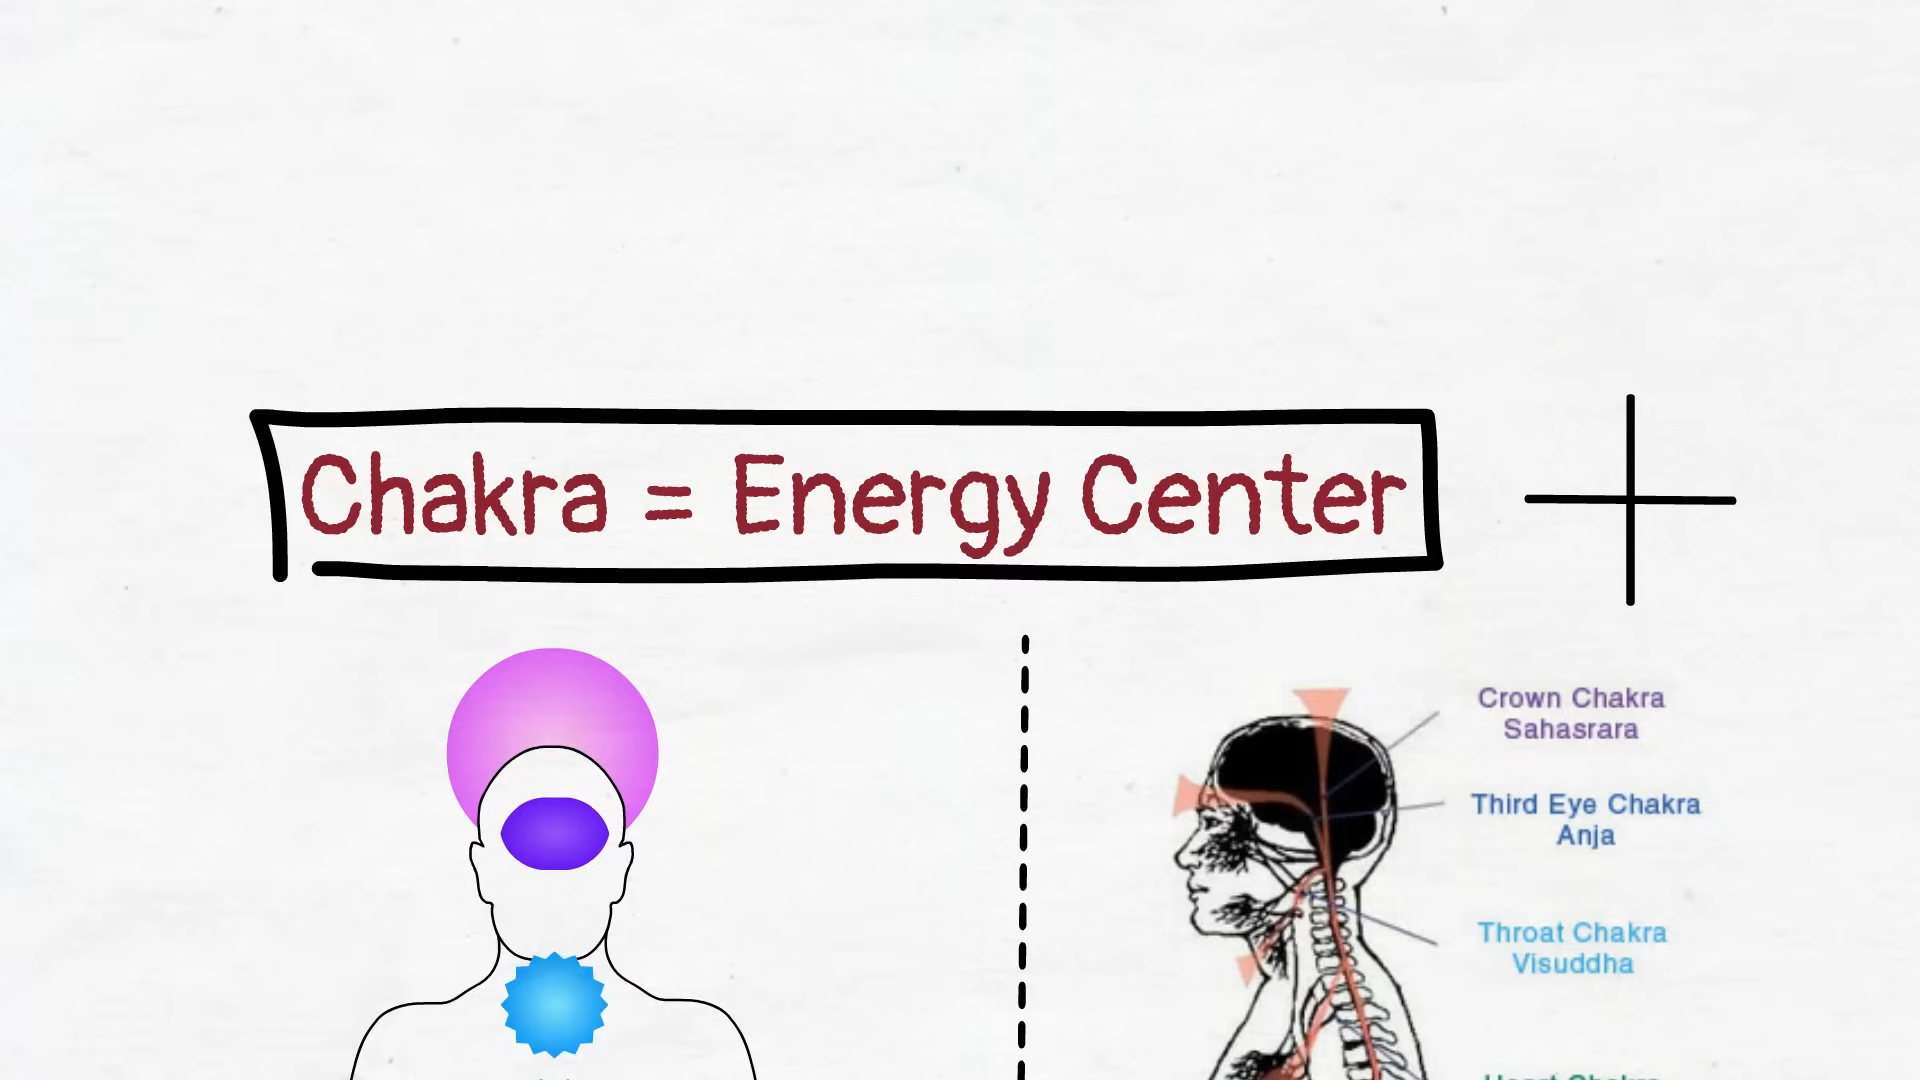 Chakra = Energy Center
Crown Chakra
Sahasrara
Third Eye Chakra
Anja
Throat Chakra
Visuddha